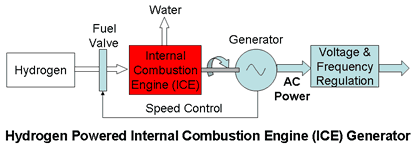 Water
Fuel
Valve
Generator
Hydrogen
Internal
Combustion
Engine (ICE)
Voltage &
Frequency
Regulation
AC
Power
Speed Control
Hydrogen Powered Internal Combustion Engine (ICE) Generator